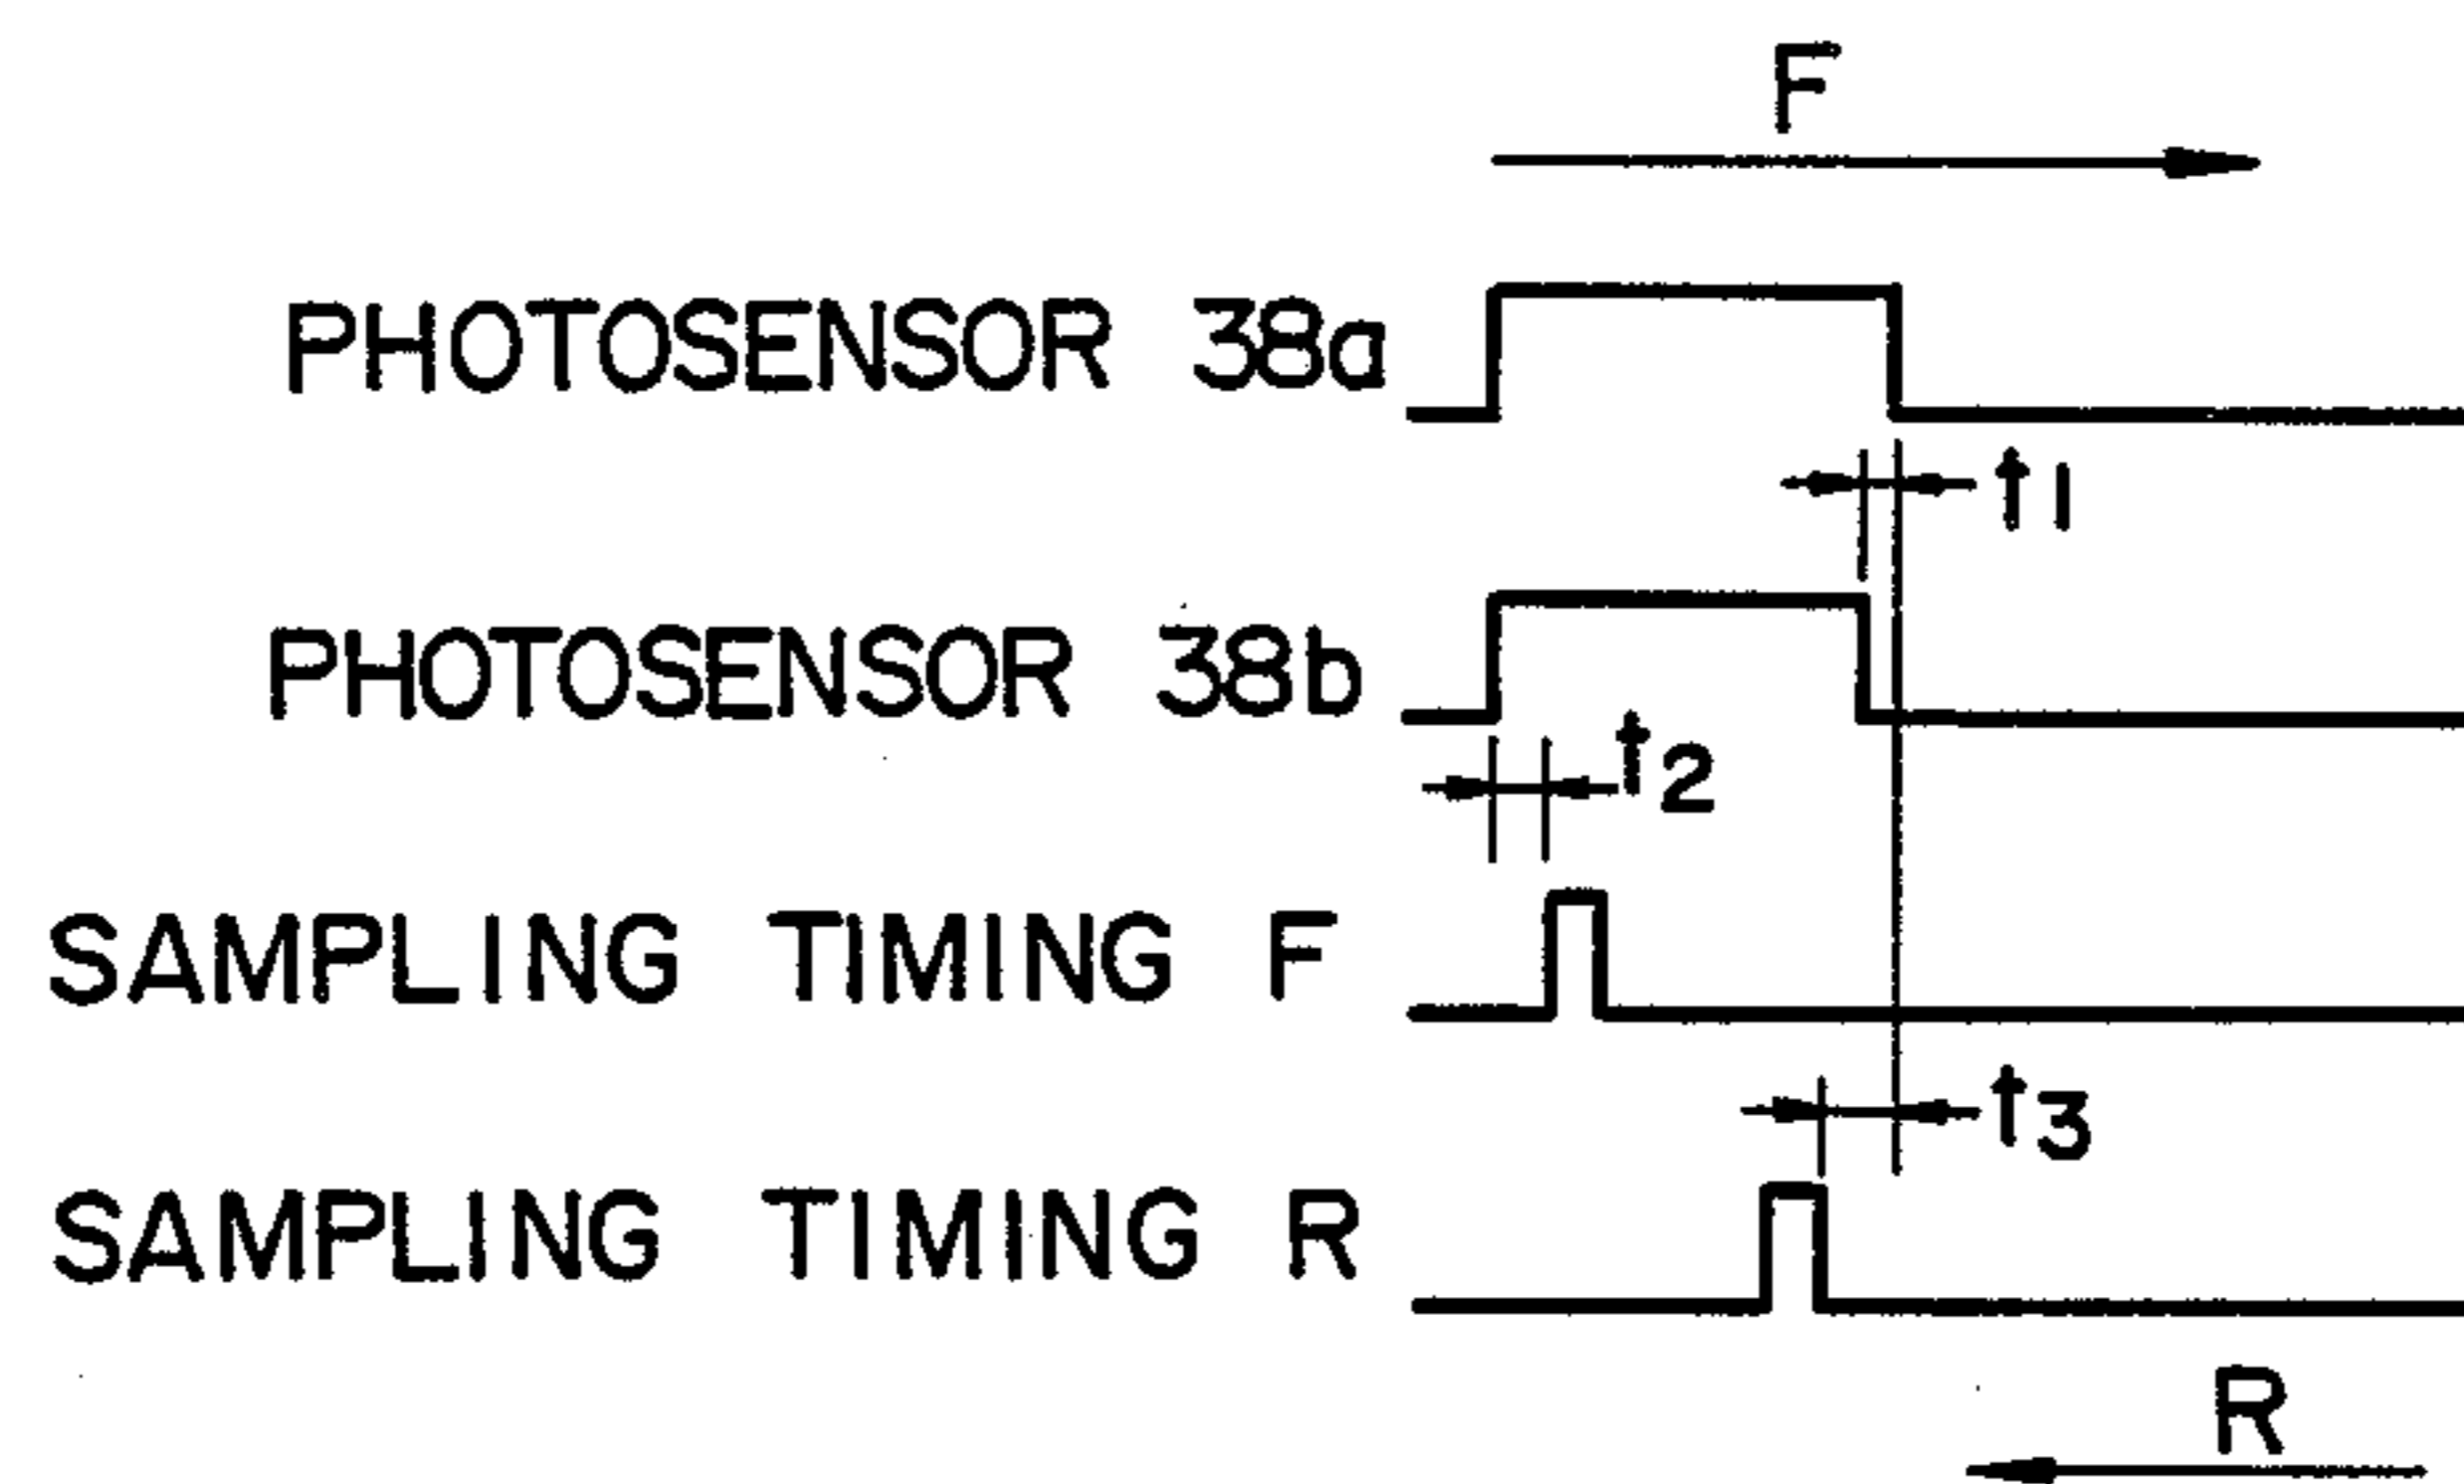 F
PHOTOSENSOR 38a
t1
PHOTOSENSOR 38b
t2
SAMPLING TIMING F
t3
SAMPLING TIMING R
R